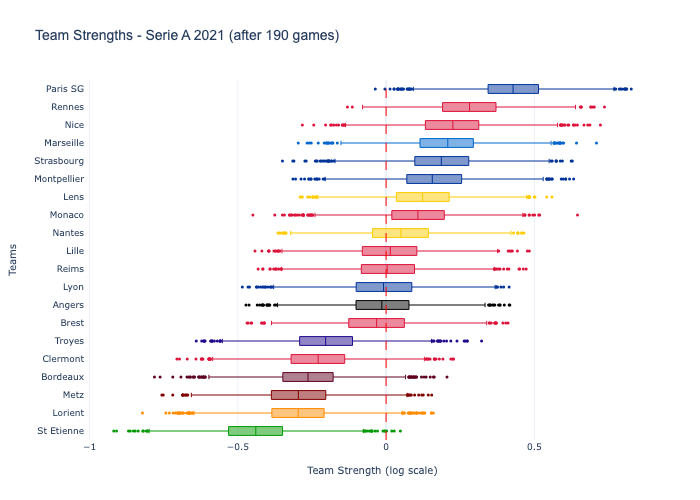 Team Strengths - Serie A 2021 (after 190 games)
Teams
Paris SG
Rennes
Nice
Marseille
Strasbourg
Montpellier
Lens
Monaco
Nantes
Lille
Reims
Lyon
Angers
Brest
Troyes
Clermont
Bordeaux
Metz
Lorient
St Etienne
−1 −0.5 0 0.5
Team Strength (log scale)